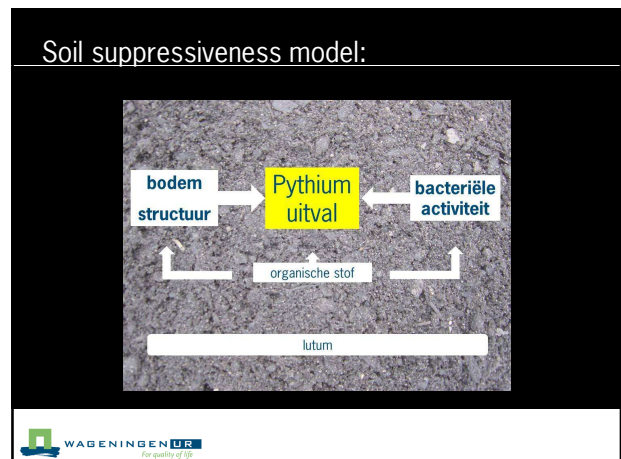 Soil suppressiveness model:
bodem
structuur
Pythium
uitval
bacteriële
activiteit
organische stof
lutum
WAGENINGEN UR
For quality of life